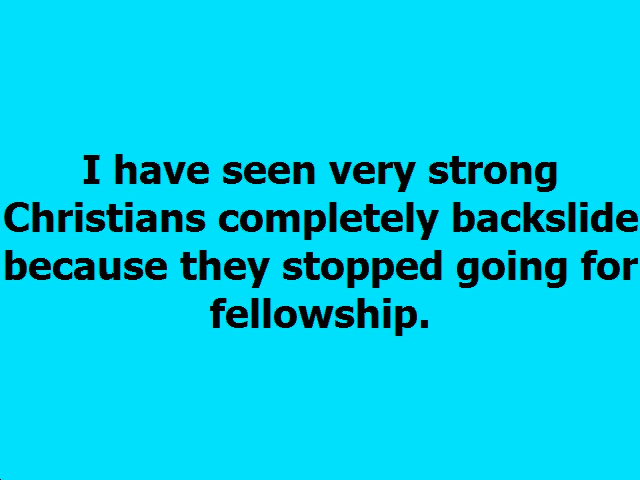 I have seen very strong
Christians completely backslide
because they stopped going for
fellowship.